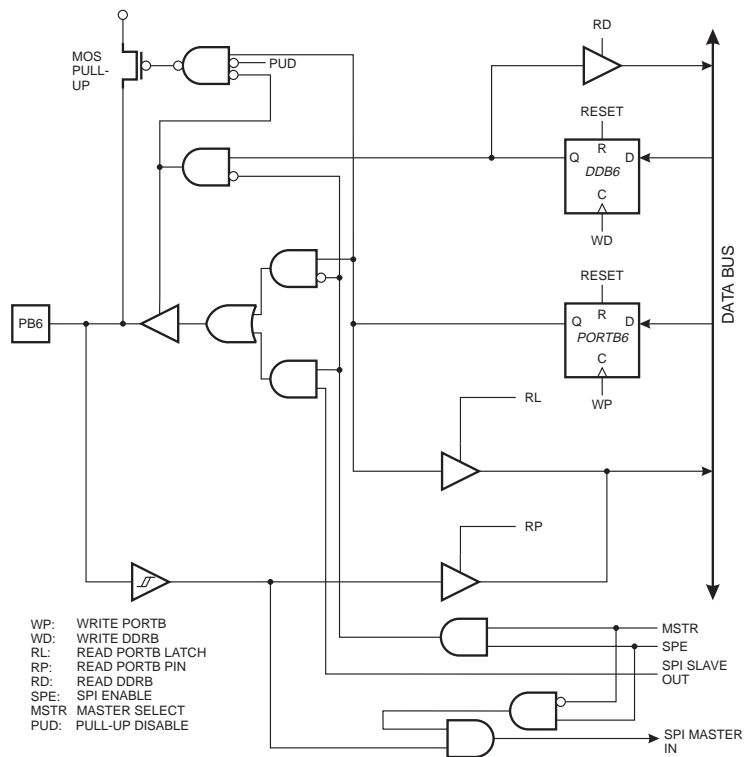 RD
MOS
PULL-
UP
PUD
RESET
R
Q
D
DDB6
C
WD
RESET
R
Q
D
PORTB6
C
WP
PB6
DATA BUS
RL
RP
WP: WRITE PORTB
WD: WRITE DDRB
RL: READ PORTB LATCH
RP: READ PORTB PIN
RD: READ DDRB
SPE: SPI ENABLE
MSTR MASTER SELECT
PUD: PULL-UP DISABLE
MSTR
SPE
SPI SLAVE
OUT
SPI MASTER
IN